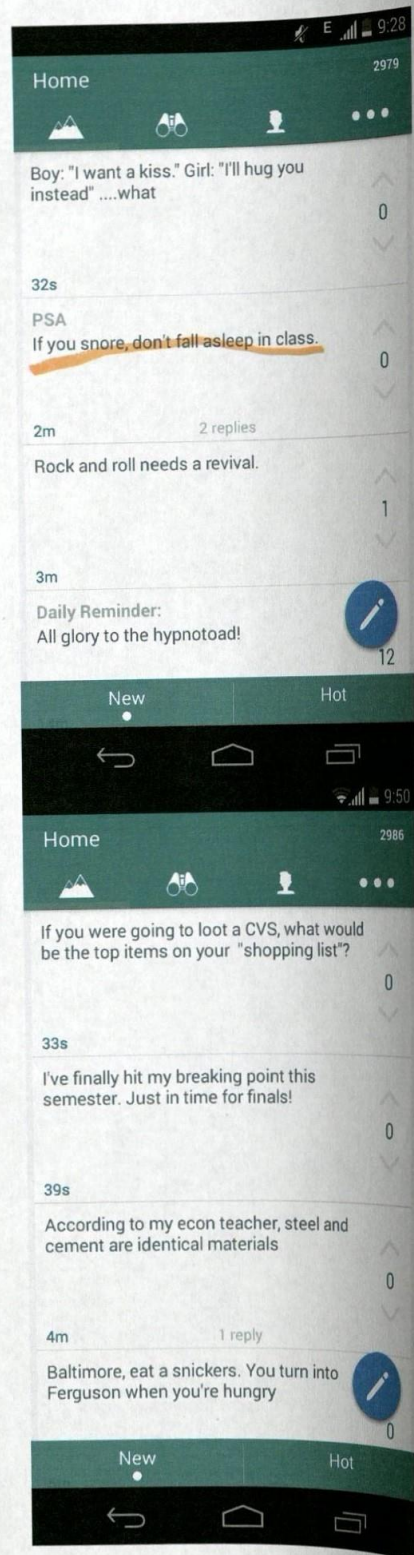 E 9:28
Home 2979
Boy: "I want a kiss." Girl: "I'll hug you
instead" ....what
0
32s
PSA
If you snore, don't fall asleep in class.
0
2m 2 replies
Rock and roll needs a revival.
1
3m
Daily Reminder:
All glory to the hypnotoad!
12
New Hot
9:50
Home 2986
If you were going to loot a CVS, what would
be the top items on your "shopping list"?
0
33s
I've finally hit my breaking point this
semester. Just in time for finals!
0
39s
According to my econ teacher, steel and
cement are identical materials
0
4m 1 reply
Baltimore, eat a snickers. You turn into
Ferguson when you're hungry
0
New Hot